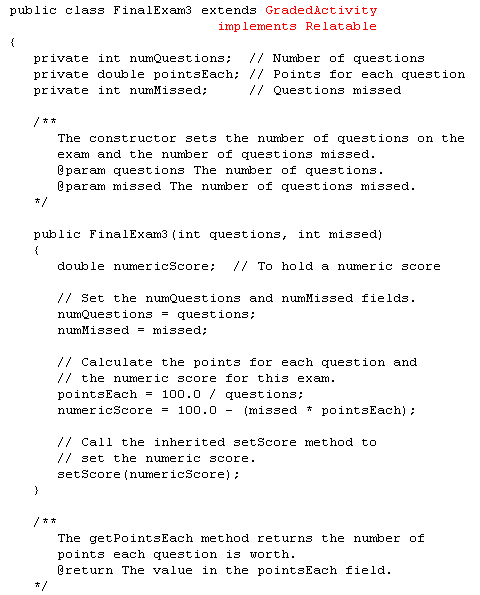 public class FinalExam3 extends GradedActivity
                          implements Relatable
{
   private int numQuestions;  // Number of questions
   private double pointsEach; // Points for each question
   private int numMissed;     // Questions missed

   /**
      The constructor sets the number of questions on the
      exam and the number of questions missed.
      @param questions The number of questions.
      @param missed The number of questions missed.
   */

   public FinalExam3(int questions, int missed)
   {
      double numericScore;  // To hold a numeric score

      // Set the numQuestions and numMissed fields.
      numQuestions = questions;
      numMissed = missed;

      // Calculate the points for each question and
      // the numeric score for this exam.
      pointsEach = 100.0 / questions;
      numericScore = 100.0 - (missed * pointsEach);

      // Call the inherited setScore method to
      // set the numeric score.
      setScore(numericScore);
   }

   /**
      The getPointsEach method returns the number of
      points each question is worth.
      @return The value in the pointsEach field.
   */